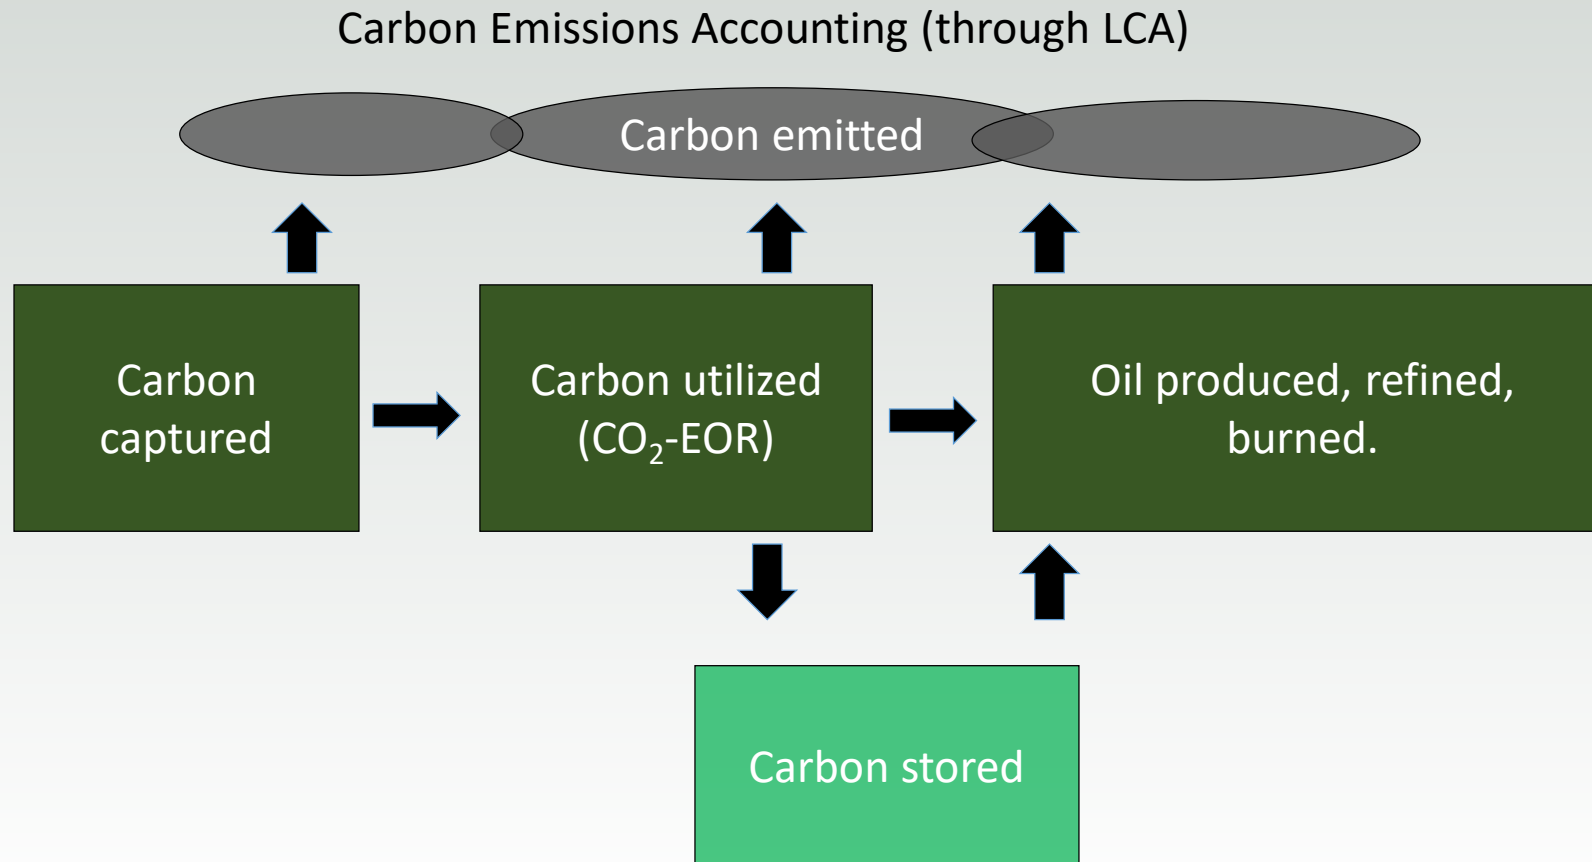 Carbon Emissions Accounting (through LCA)
Carbon emitted
Carbon
captured
Carbon utilized
(CO₂-EOR)
Oil produced, refined,
burned.
Carbon stored